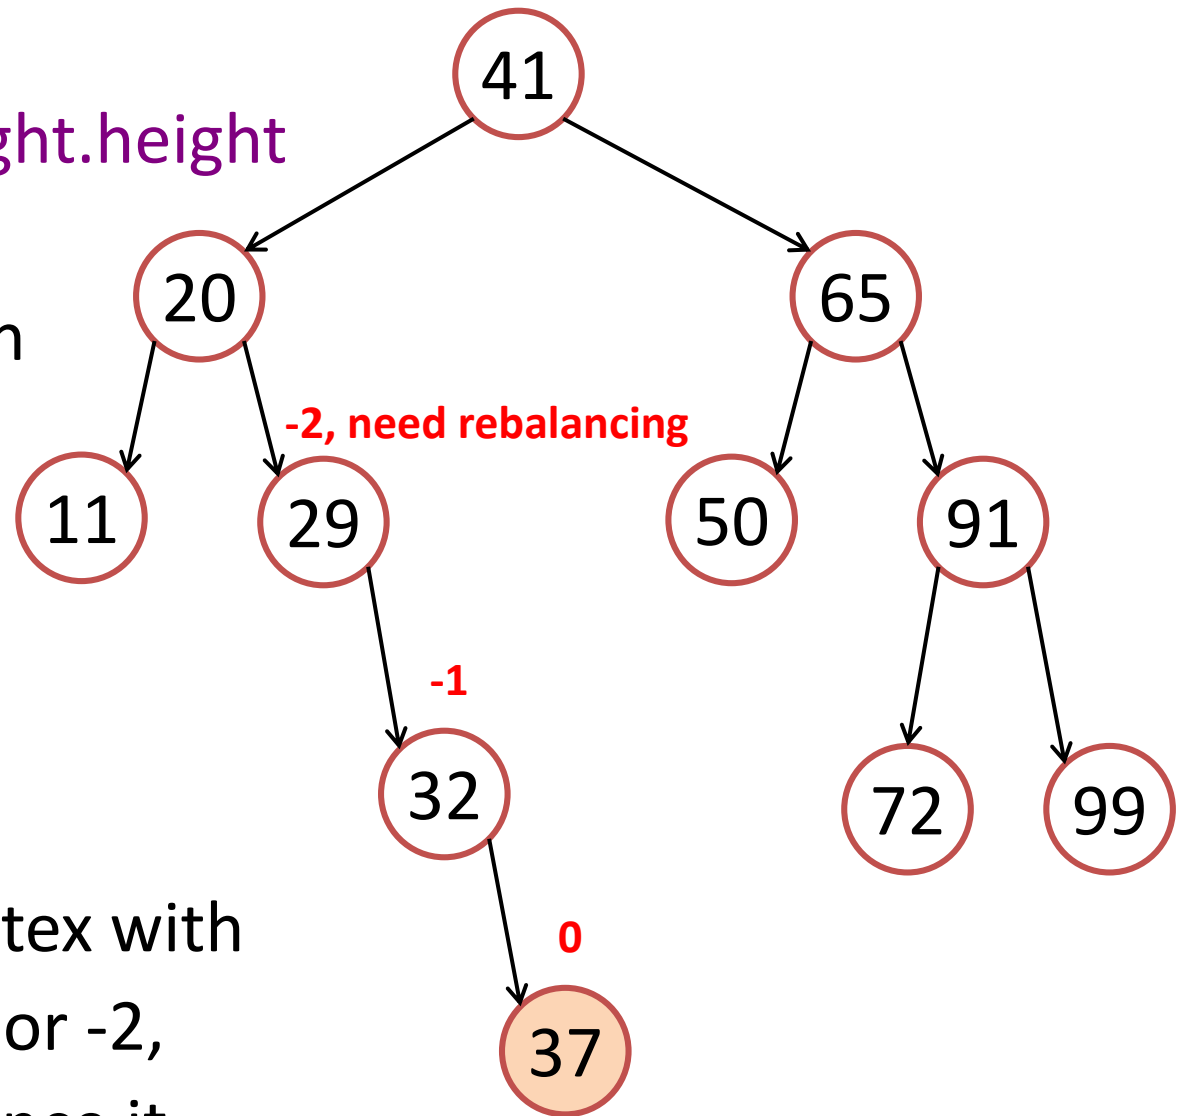 41
ght.height
20
65
n
-2, need rebalancing
11
29
50
91
-1
32
72
99
tex with
0
or -2,
37